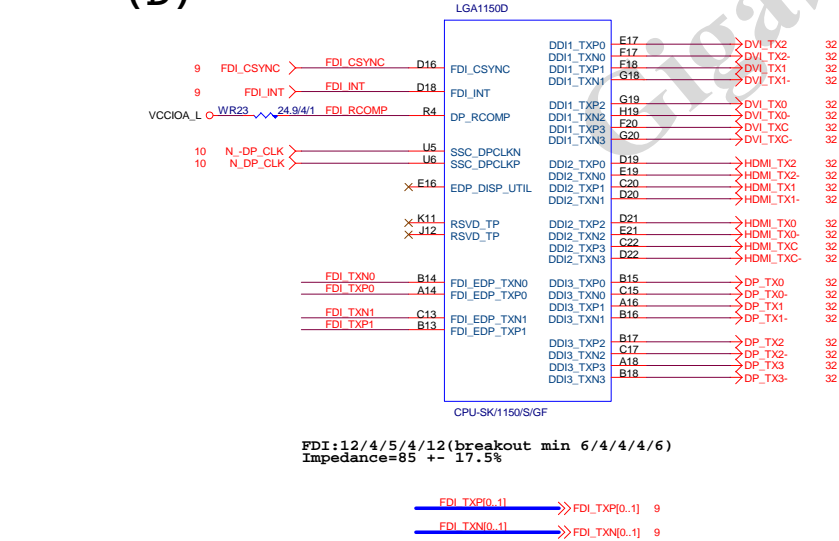 (D)
LGA1150D
Giga
9 FDI_CSYNC FDI_CSYNC D16 FDI_CSYNC
9 FDI_INT FDI_INT D18 FDI_INT
VCCIOA_L WR23 24.9/4/1 FDI_RCOMP R4 DP_RCOMP
10 N_-DP_CLK U5 SSC_DPCLKN
10 N_DP_CLK U6 SSC_DPCLKP
E16 EDP_DISP_UTIL
K11 RSVD_TP
J12 RSVD_TP
FDI_TXN0 B14 FDI_EDP_TXN0
FDI_TXP0 A14 FDI_EDP_TXP0
FDI_TXN1 C13 FDI_EDP_TXN1
FDI_TXP1 B13 FDI_EDP_TXP1
DDI1_TXP0 E17 DVI_TX2 32
DDI1_TXN0 F17 DVI_TX2- 32
DDI1_TXP1 F18 DVI_TX1 32
DDI1_TXN1 G18 DVI_TX1- 32
DDI1_TXP2 G19 DVI_TX0 32
DDI1_TXN2 H19 DVI_TX0- 32
DDI1_TXP3 F20 DVI_TXC 32
DDI1_TXN3 G20 DVI_TXC- 32
DDI2_TXP0 D19 HDMI_TX2 32
DDI2_TXN0 E19 HDMI_TX2- 32
DDI2_TXP1 C20 HDMI_TX1 32
DDI2_TXN1 D20 HDMI_TX1- 32
DDI2_TXP2 D21 HDMI_TX0 32
DDI2_TXN2 E21 HDMI_TX0- 32
DDI2_TXP3 C22 HDMI_TXC 32
DDI2_TXN3 D22 HDMI_TXC- 32
DDI3_TXP0 B15 DP_TX0 32
DDI3_TXN0 C15 DP_TX0- 32
DDI3_TXP1 A16 DP_TX1 32
DDI3_TXN1 B16 DP_TX1- 32
DDI3_TXP2 B17 DP_TX2 32
DDI3_TXN2 C17 DP_TX2- 32
DDI3_TXP3 A18 DP_TX3 32
DDI3_TXN3 B18 DP_TX3- 32
CPU-SK/1150/S/GF
FDI:12/4/5/4/12(breakout min 6/4/4/4/6)
Impedance=85 +- 17.5%
FDI_TXP[0..1] FDI_TXP[0..1] 9
FDI_TXN[0..1] FDI_TXN[0..1] 9